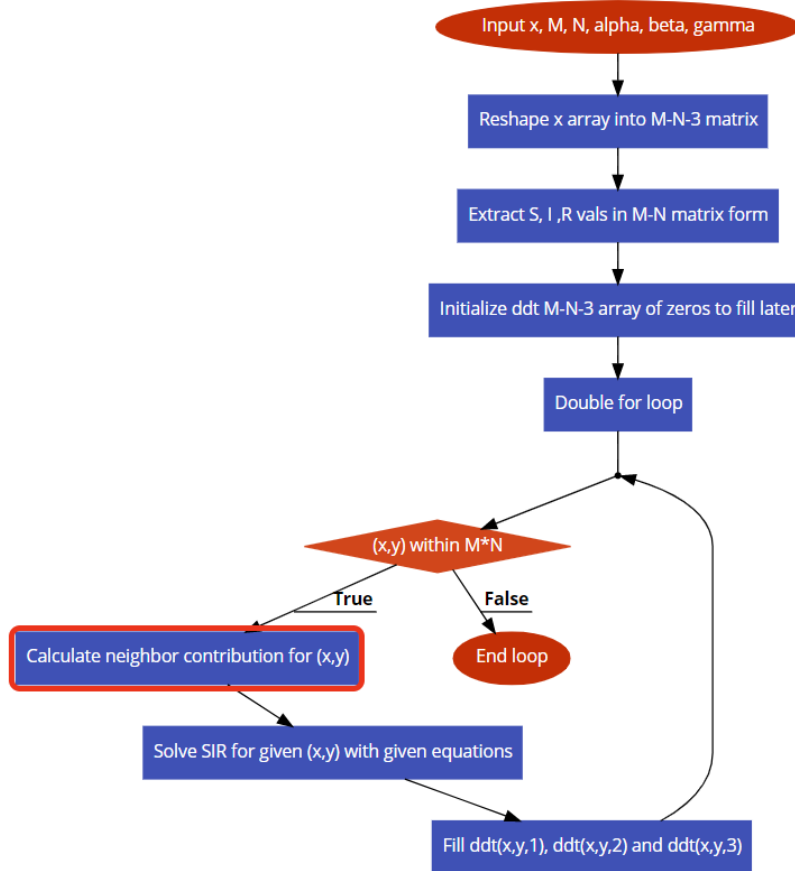 Input x, M, N, alpha, beta, gamma
Reshape x array into M-N-3 matrix
Extract S, I ,R vals in M-N matrix form
Initialize ddt M-N-3 array of zeros to fill later
Double for loop
(x,y) within M*N
True
False
Calculate neighbor contribution for (x,y)
End loop
Solve SIR for given (x,y) with given equations
Fill ddt(x,y,1), ddt(x,y,2) and ddt(x,y,3)